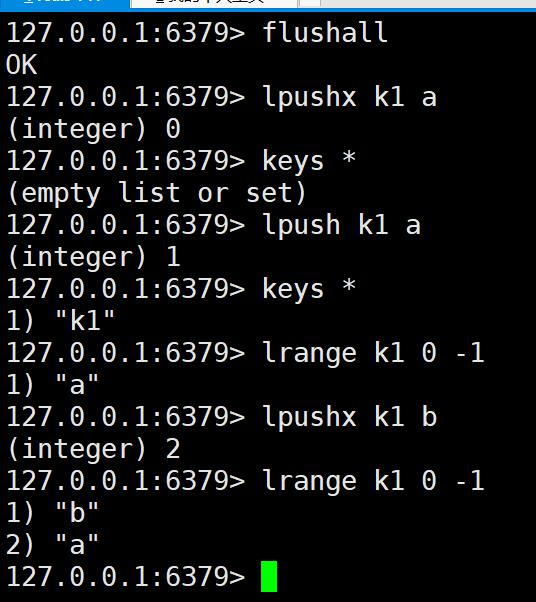 127.0.0.1:6379> flushall
OK
127.0.0.1:6379> lpushx k1 a
(integer) 0
127.0.0.1:6379> keys *
(empty list or set)
127.0.0.1:6379> lpush k1 a
(integer) 1
127.0.0.1:6379> keys *
1) "k1"
127.0.0.1:6379> lrange k1 0 -1
1) "a"
127.0.0.1:6379> lpushx k1 b
(integer) 2
127.0.0.1:6379> lrange k1 0 -1
1) "b"
2) "a"
127.0.0.1:6379>